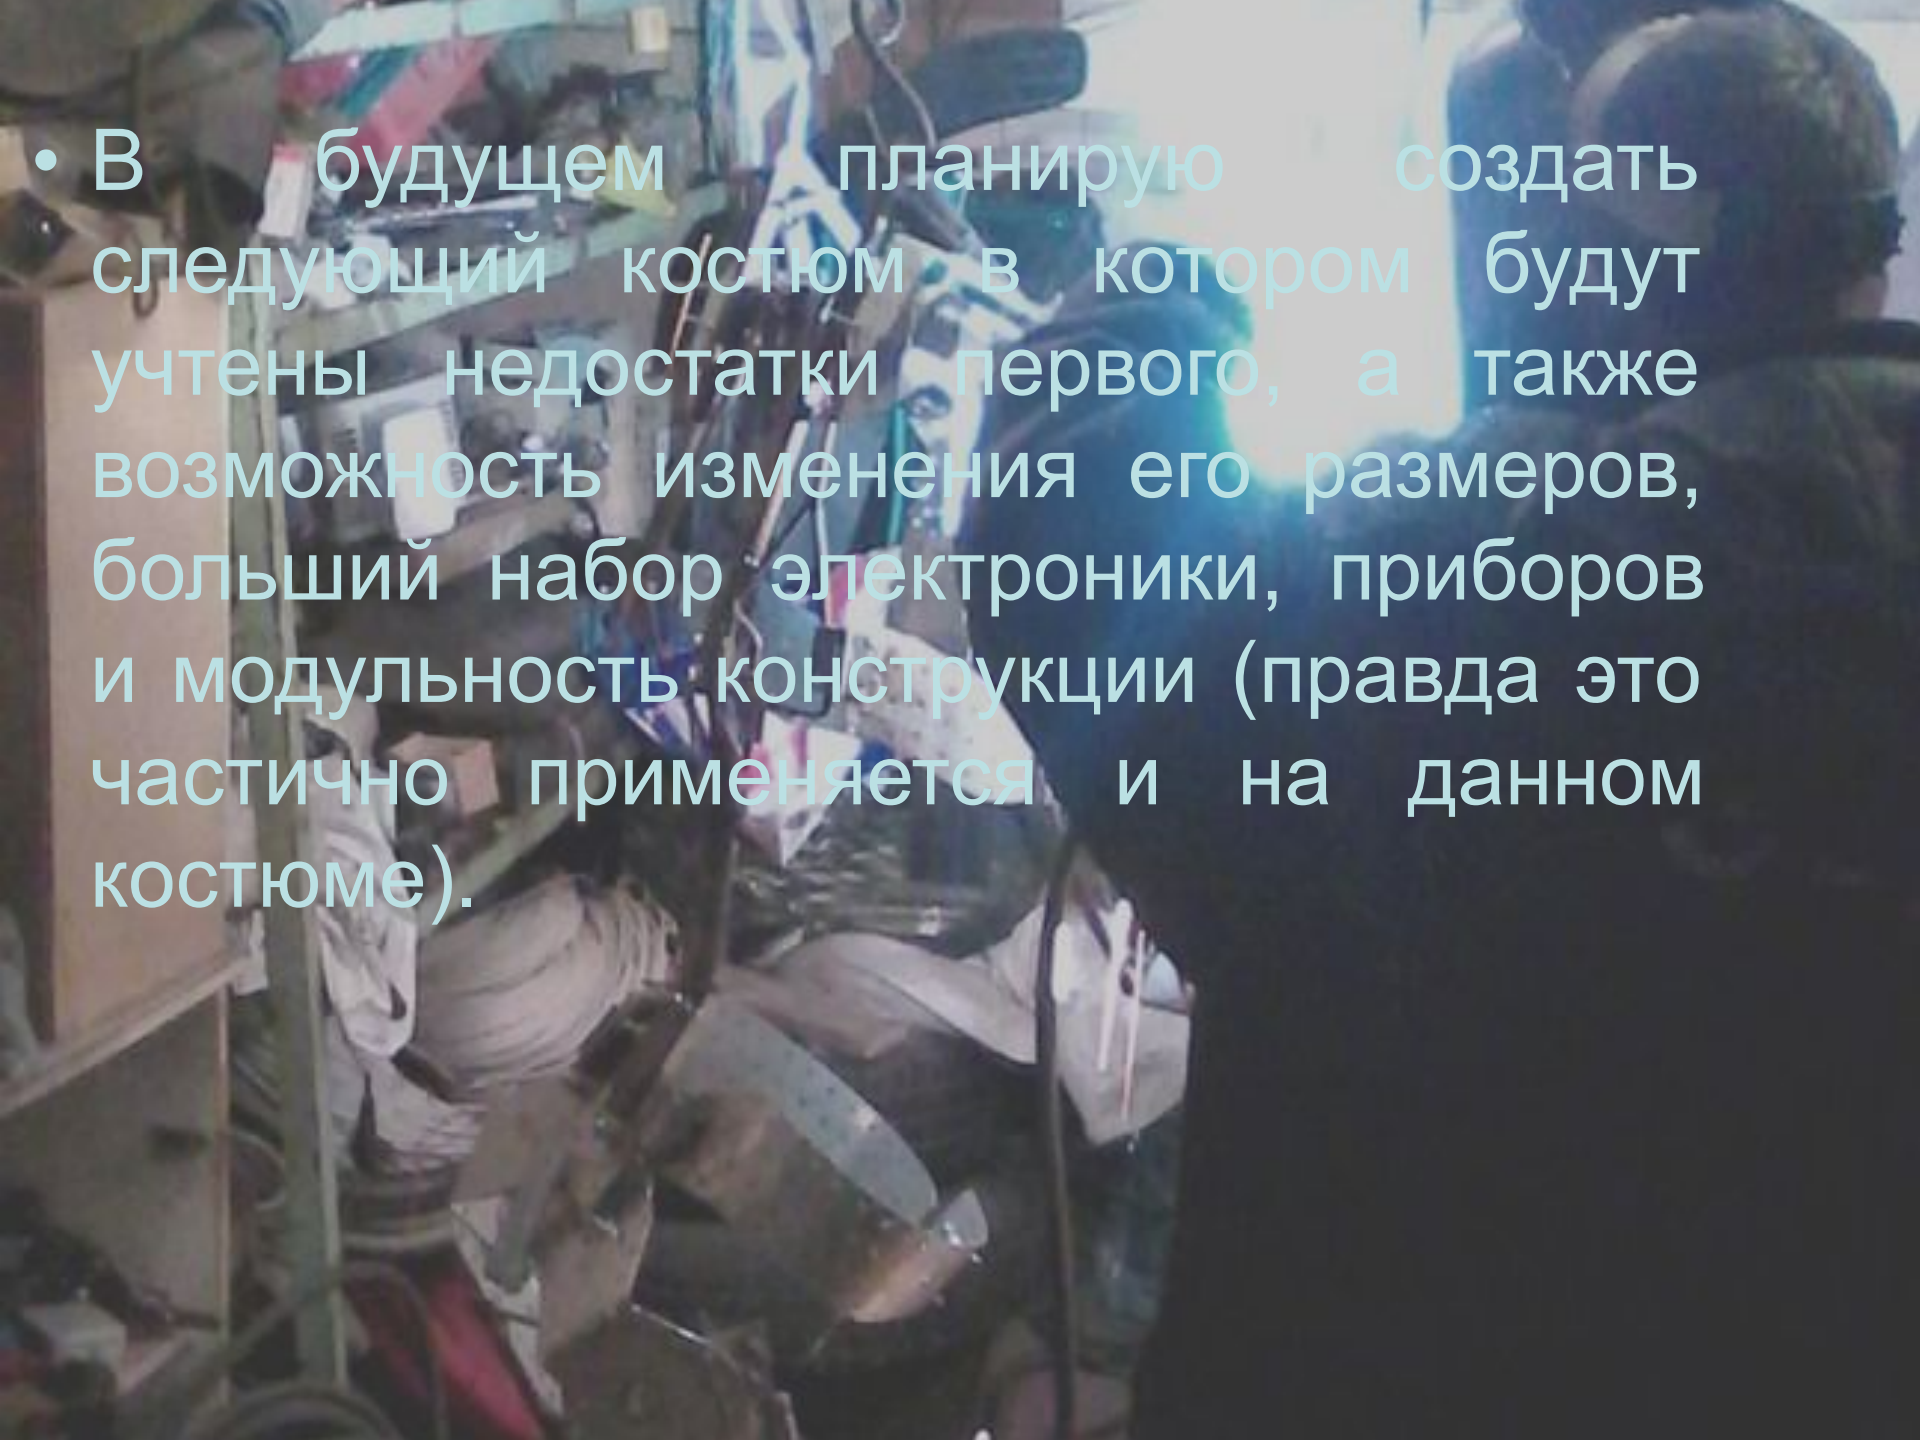 • В будущем планирую создать
следующий костюм в котором будут
учтены недостатки первого, а также
возможность изменения его размеров,
больший набор электроники, приборов
и модульность конструкции (правда это
частично применяется и на данном
костюме).